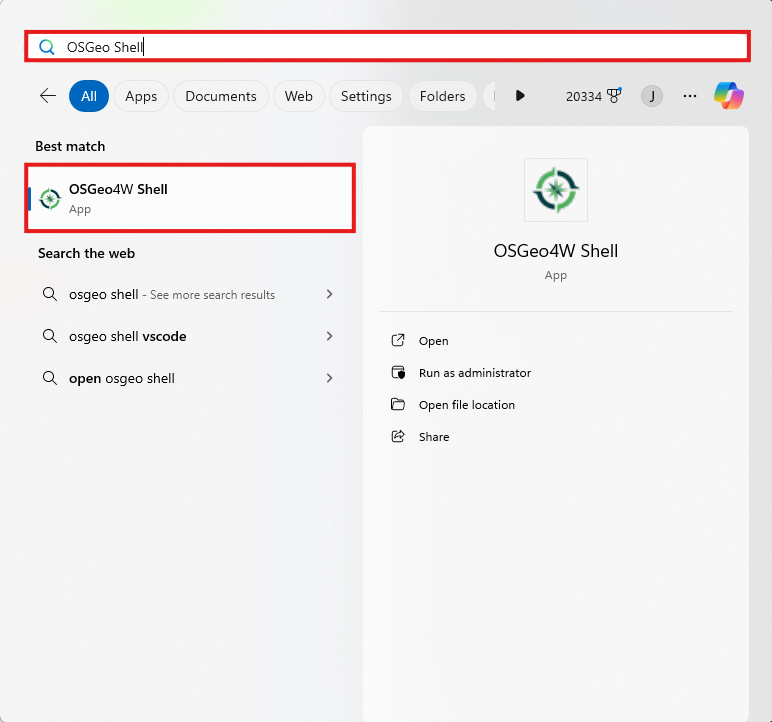 OSGeo Shell
All Apps Documents Web Settings Folders 20334 J
Best match
OSGeo4W Shell
App
Search the web
osgeo shell - See more search results
osgeo shell vscode
open osgeo shell
OSGeo4W Shell
App
Open
Run as administrator
Open file location
Share